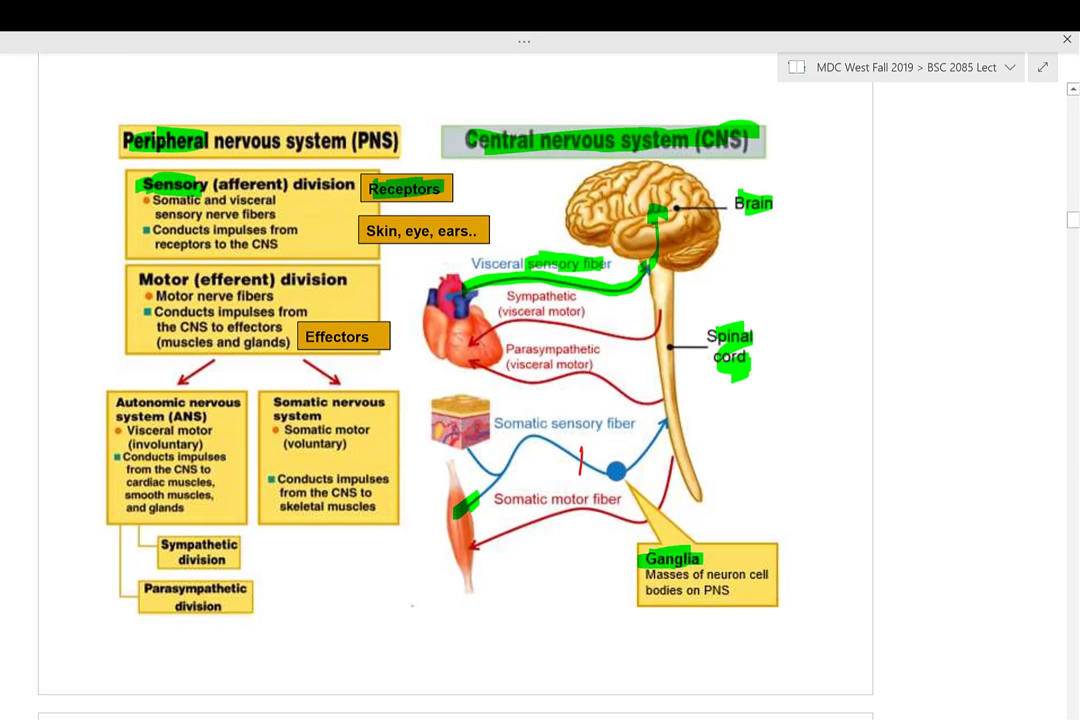 ...
MDC West Fall 2019 > BSC 2085 Lect
Peripheral nervous system (PNS)
Central nervous system (CNS)
Sensory (afferent) division
Somatic and visceral
sensory nerve fibers
Conducts impulses from
receptors to the CNS
Receptors
Skin, eye, ears..
Motor (efferent) division
Motor nerve fibers
Conducts impulses from
the CNS to effectors
(muscles and glands)
Effectors
Autonomic nervous
system (ANS)
Visceral motor
(involuntary)
Conducts impulses
from the CNS to
cardiac muscles,
smooth muscles,
and glands
Somatic nervous
system
Somatic motor
(voluntary)
Conducts impulses
from the CNS to
skeletal muscles
Sympathetic
division
Parasympathetic
division
Brain
Visceral sensory fiber
Sympathetic
(visceral motor)
Parasympathetic
(visceral motor)
Spinal
cord
Somatic sensory fiber
Somatic motor fiber
Ganglia
Masses of neuron cell
bodies on PNS